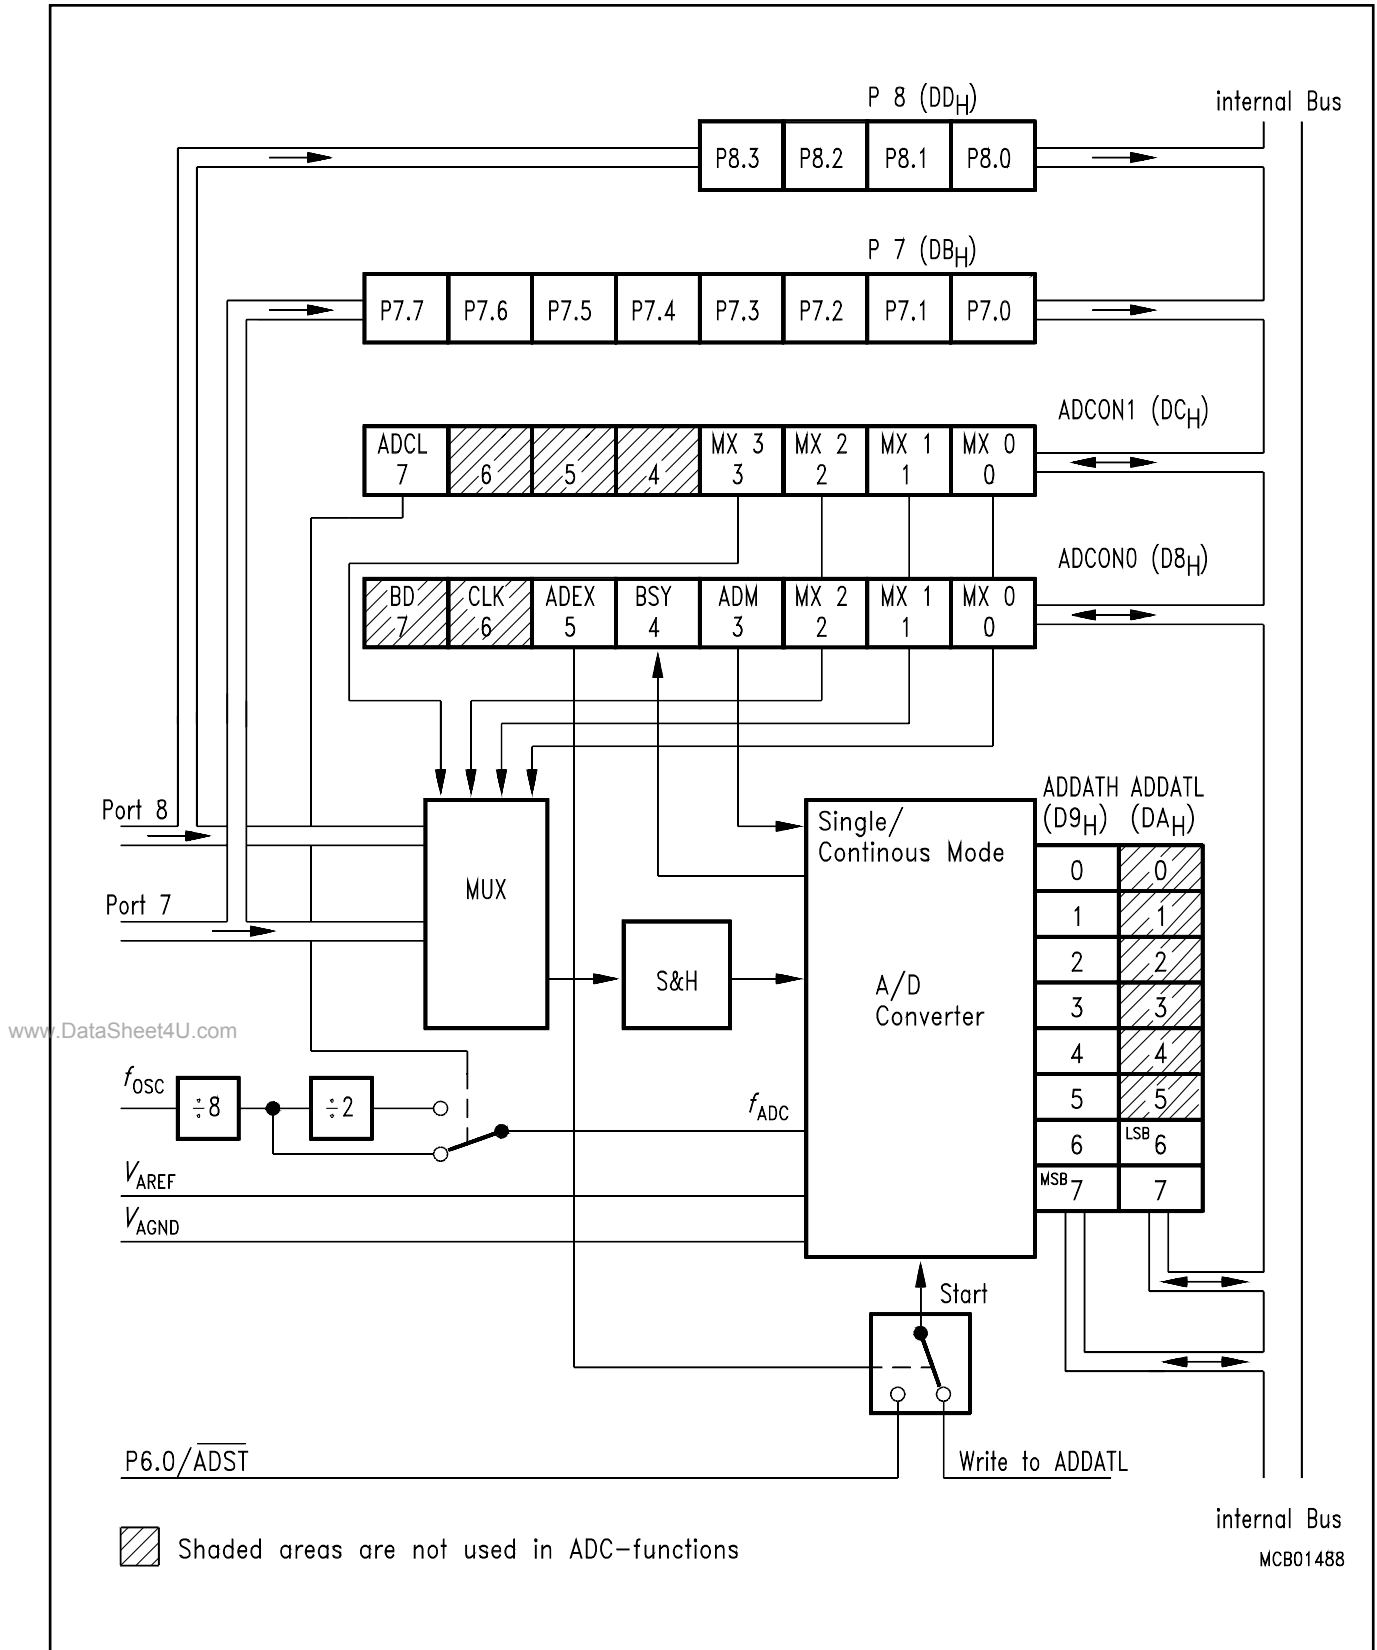 P 8 (DDH)
internal Bus
P8.3 P8.2 P8.1 P8.0
P 7 (DBH)
P7.7 P7.6 P7.5 P7.4 P7.3 P7.2 P7.1 P7.0
ADCON1 (DCH)
ADCL 7 6 5 4 MX 3 3 MX 2 2 MX 1 1 MX 0 0
ADCON0 (D8H)
BD 7 CLK 6 ADEX 5 BSY 4 ADM 3 MX 2 2 MX 1 1 MX 0 0
ADDATH ADDATL
(D9H) (DAH)
Port 8
Single/
Continous Mode
0 0
MUX
Port 7
1 1
2 2
S&H
A/D
Converter
3 3
www.DataSheet4U.com
4 4
fOSC ÷8 ÷2 fADC
5 5
LSB 6
6
VAREF
MSB 7 7
VAGND
Start
P6.0/ADST
Write to ADDATL
internal Bus
Shaded areas are not used in ADC-functions
MCB01488